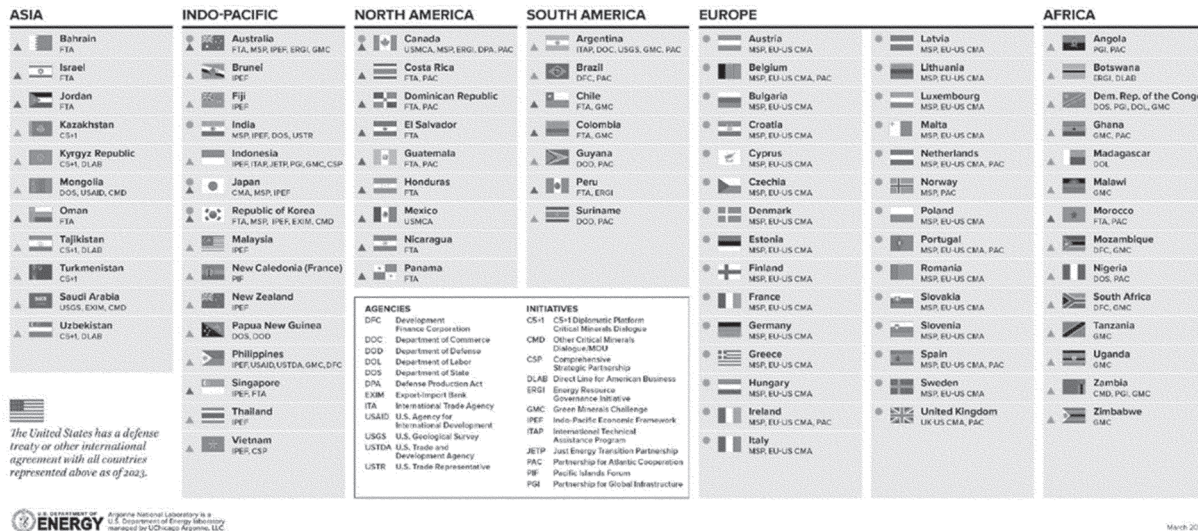 ASIA
Bahrain
FTA
Israel
FTA
Jordan
FTA
Kazakhstan
C5+1
Kyrgyz Republic
C5+1, DLAB
Mongolia
DOS, USAID, CMD
Oman
FTA
Tajikistan
C5+1, DLAB
Turkmenistan
C5+1
Saudi Arabia
USGS, EXIM, CMD
Uzbekistan
C5+1, DLAB
The United States has a defense
treaty or other international
agreement with all countries
represented above as of 2023.
INDO-PACIFIC
Australia
FTA, MSP, IPEF, ERGI, GMC
Brunei
IPEF
Fiji
IPEF
India
MSP, IPEF, DOS, USTR
Indonesia
IPEF, ITAP, JETP, PGI, GMC, CSP
Japan
CMA, MSP, IPEF
Republic of Korea
FTA, MSP, IPEF, EXIM, CMD
Malaysia
IPEF
New Caledonia (France)
PIF
New Zealand
IPEF
Papua New Guinea
DOS, DOD
Philippines
IPEF, USAID, USTDA, GMC, DFC
Singapore
IPEF, FTA
Thailand
IPEF
Vietnam
IPEF, CSP
NORTH AMERICA
Canada
USMCA, MSP, ERGI, DPA, PAC
Costa Rica
FTA, PAC
Dominican Republic
FTA, PAC
El Salvador
FTA
Guatemala
FTA, PAC
Honduras
FTA
Mexico
USMCA
Nicaragua
FTA
Panama
FTA
SOUTH AMERICA
Argentina
ITAP, DOC, USGS, GMC, PAC
Brazil
DFC, PAC
Chile
FTA, GMC
Colombia
FTA, GMC
Guyana
DOD, PAC
Peru
FTA, ERGI
Suriname
DOD, PAC
AGENCIES
DFC Development
Finance Corporation
DOC Department of Commerce
DOD Department of Defense
DOL Department of Labor
DOS Department of State
DPA Defense Production Act
EXIM Export-Import Bank
ITA International Trade Agency
USAID U.S. Agency for
International Development
USGS U.S. Geological Survey
USTDA U.S. Trade and
Development Agency
USTR U.S. Trade Representative
INITIATIVES
C5+1 C5+1 Diplomatic Platform
Critical Minerals Dialogue
CMD Other Critical Minerals
Dialogue/MOU
CSP Comprehensive
Strategic Partnership
DLAB Direct Line for American Business
ERGI Energy Resource
Governance Initiative
GMC Green Minerals Challenge
IPEF Indo-Pacific Economic Framework
ITAP International Technical
Assistance Program
JETP Just Energy Transition Partnership
PAC Partnership for Atlantic Cooperation
PIF Pacific Islands Forum
PGI Partnership for Global Infrastructure
EUROPE
Austria
MSP, EU-US CMA
Belgium
MSP, EU-US CMA, PAC
Bulgaria
MSP, EU-US CMA
Croatia
MSP, EU-US CMA
Cyprus
MSP, EU-US CMA
Czechia
MSP, EU-US CMA
Denmark
MSP, EU-US CMA
Estonia
MSP, EU-US CMA
Finland
MSP, EU-US CMA
France
MSP, EU-US CMA
Germany
MSP, EU-US CMA
Greece
MSP, EU-US CMA
Hungary
MSP, EU-US CMA
Ireland
MSP, EU-US CMA, PAC
Italy
MSP, EU-US CMA
Latvia
MSP, EU-US CMA
Lithuania
MSP, EU-US CMA
Luxembourg
MSP, EU-US CMA
Malta
MSP, EU-US CMA
Netherlands
MSP, EU-US CMA, PAC
Norway
MSP, PAC
Poland
MSP, EU-US CMA
Portugal
MSP, EU-US CMA, PAC
Romania
MSP, EU-US CMA
Slovakia
MSP, EU-US CMA
Slovenia
MSP, EU-US CMA
Spain
MSP, EU-US CMA, PAC
Sweden
MSP, EU-US CMA
United Kingdom
UK-US CMA, PAC
AFRICA
Angola
PGI, PAC
Botswana
ERGI, DLAB
Dem. Rep. of the Congo
DOS, PGI, DOL, GMC
Ghana
GMC, PAC
Madagascar
DOL
Malawi
GMC
Morocco
FTA, PAC
Mozambique
DFC, GMC
Nigeria
DOS, PAC
South Africa
DFC, GMC
Tanzania
GMC
Uganda
GMC
Zambia
CMD, PGI, GMC
Zimbabwe
GMC
U.S. DEPARTMENT OF
ENERGY
Argonne National Laboratory is a
U.S. Department of Energy laboratory
managed by UChicago Argonne, LLC.
March 20